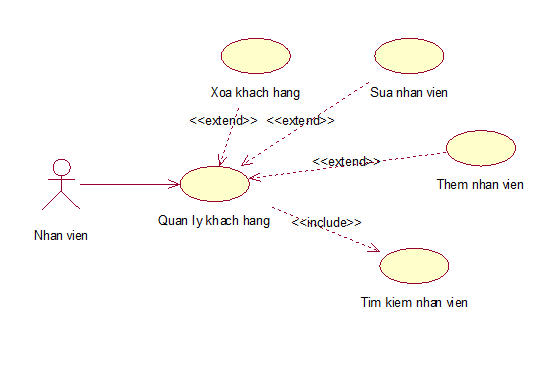 Xoa khach hang
Sua nhan vien
<<extend>>
<<extend>>
<<extend>>
Them nhan vien
Nhan vien
Quan ly khach hang
<<include>>
Tim kiem nhan vien